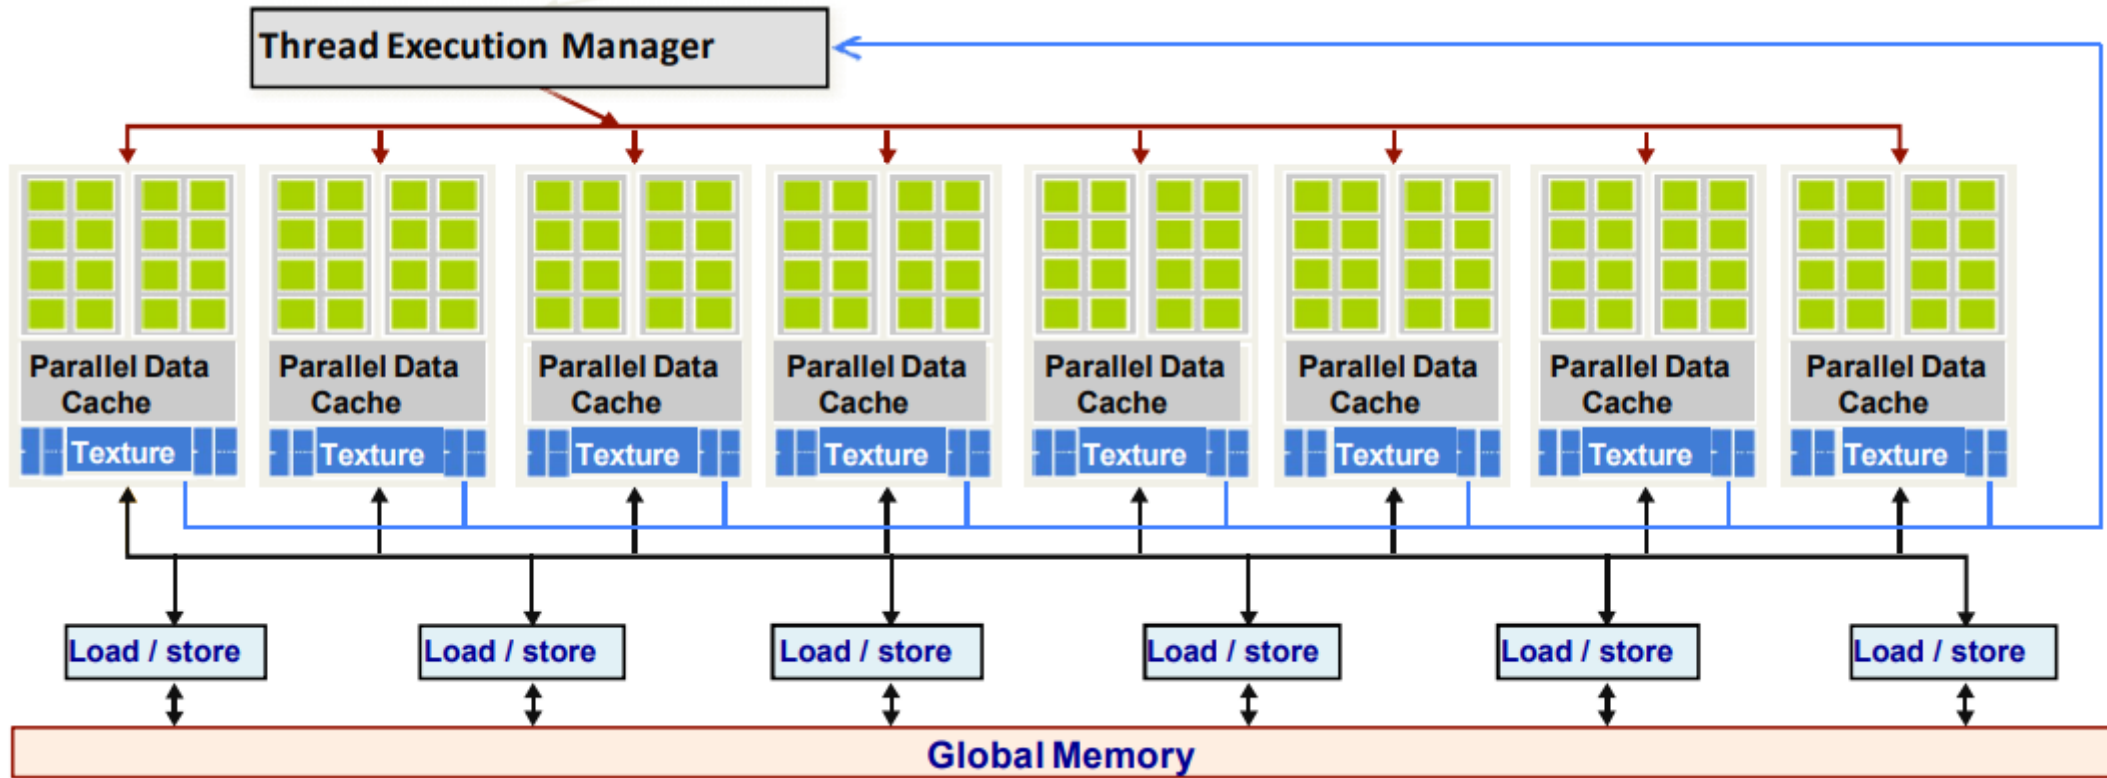 Thread Execution Manager
Parallel Data
Cache
Texture
Parallel Data
Cache
Texture
Parallel Data
Cache
Texture
Parallel Data
Cache
Texture
Parallel Data
Cache
Texture
Parallel Data
Cache
Texture
Parallel Data
Cache
Texture
Parallel Data
Cache
Texture
Load / store
Load / store
Load / store
Load / store
Load / store
Load / store
Global Memory